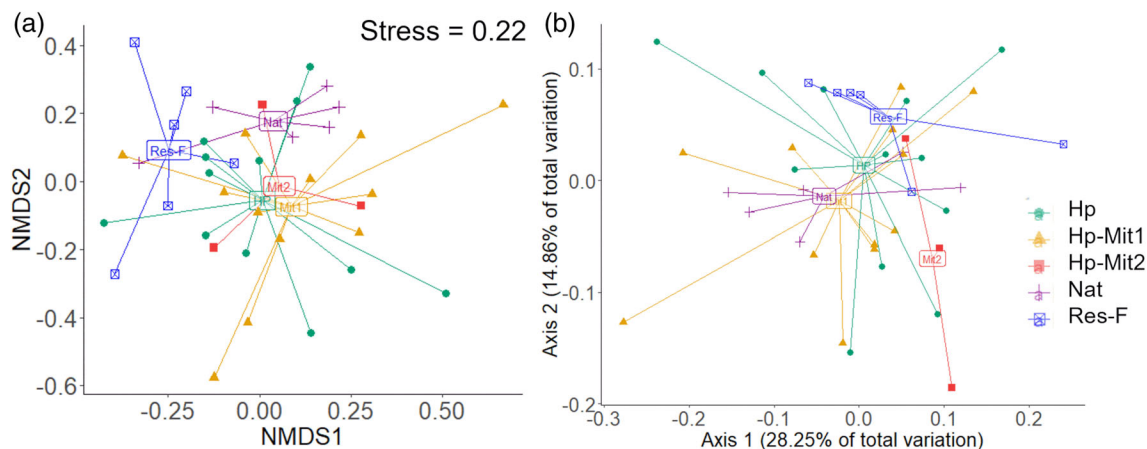 (a)
Stress = 0.22
NMDS2
0.4
0.2
0.0
-0.2
-0.4
-0.6
Nat
Res-F
Mit2
HP
Mit1
-0.25
0.00
0.25
0.50
NMDS1
(b)
Axis 2 (14.86% of total variation)
0.1
0.0
-0.1
-0.2
Res-F
HP
Nat
it1
Mit2
-0.3
-0.2
-0.1
0.0
0.1
0.2
Axis 1 (28.25% of total variation)
Hp
Hp-Mit1
Hp-Mit2
Nat
Res-F